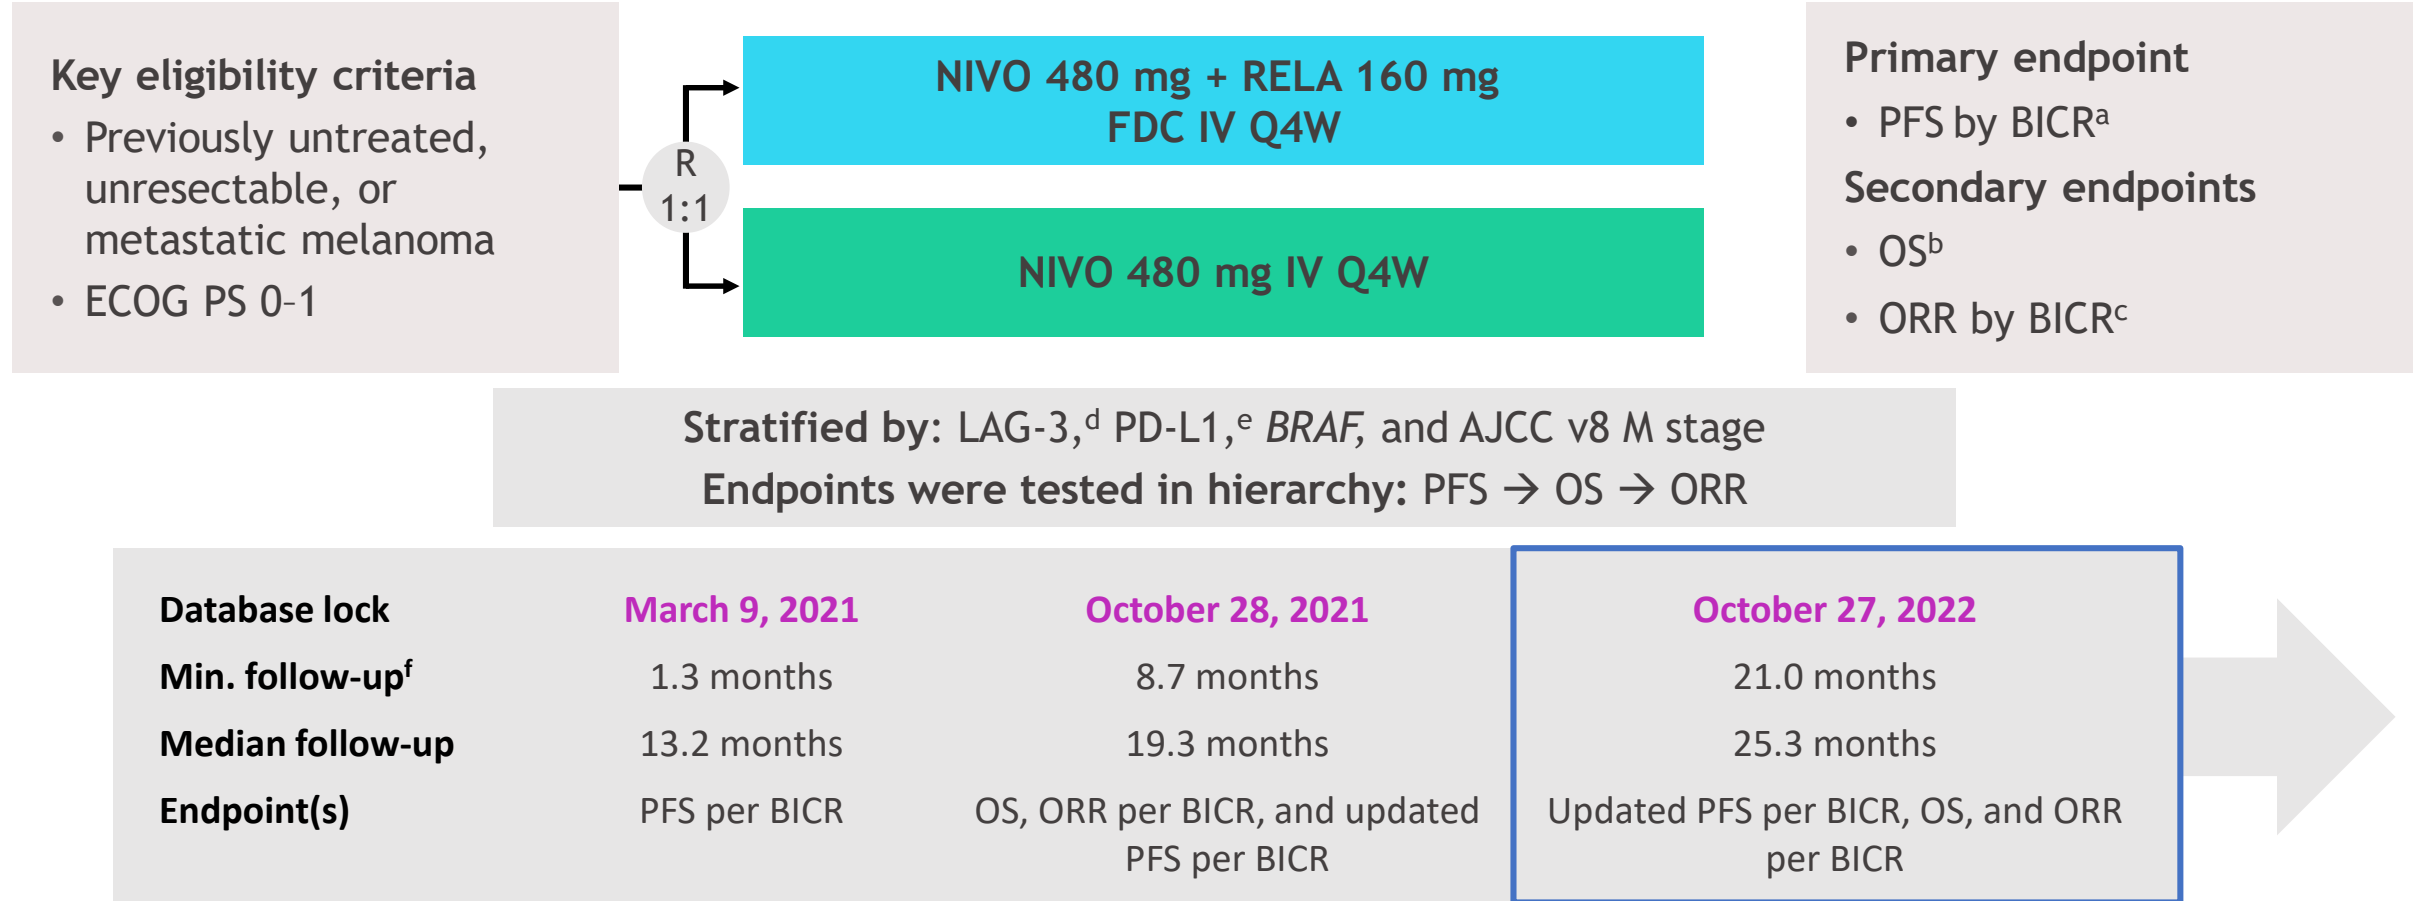 Key eligibility criteria
• Previously untreated,
unresectable, or
metastatic melanoma
• ECOG PS 0–1
R
1:1
NIVO 480 mg + RELA 160 mg
FDC IV Q4W
NIVO 480 mg IV Q4W
Primary endpoint
• PFS by BICRᵃ
Secondary endpoints
• OSᵇ
• ORR by BICRᶜ
Stratified by: LAG-3,ᵈ PD-L1,ᵉ BRAF, and AJCC v8 M stage
Endpoints were tested in hierarchy: PFS → OS → ORR
Database lock March 9, 2021 October 28, 2021 October 27, 2022
Min. follow-upᶠ 1.3 months 8.7 months 21.0 months
Median follow-up 13.2 months 19.3 months 25.3 months
Endpoint(s) PFS per BICR OS, ORR per BICR, and updated Updated PFS per BICR, OS, and ORR
PFS per BICR per BICR